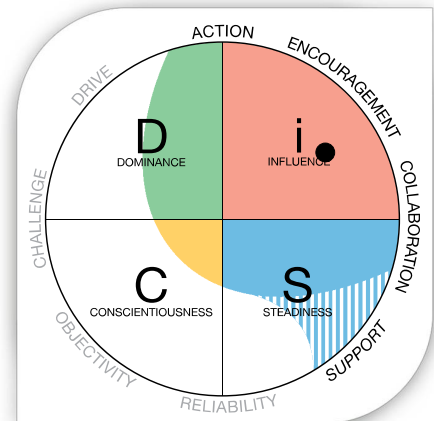 ACTION
ENCOURAGEMENT
DRIVE
D
DOMINANCE
i
INFLUENCE
CHALLENGE
COLLABORATION
C
CONSCIENTIOUSNESS
S
STEADINESS
OBJECTIVITY
SUPPORT
RELIABILITY